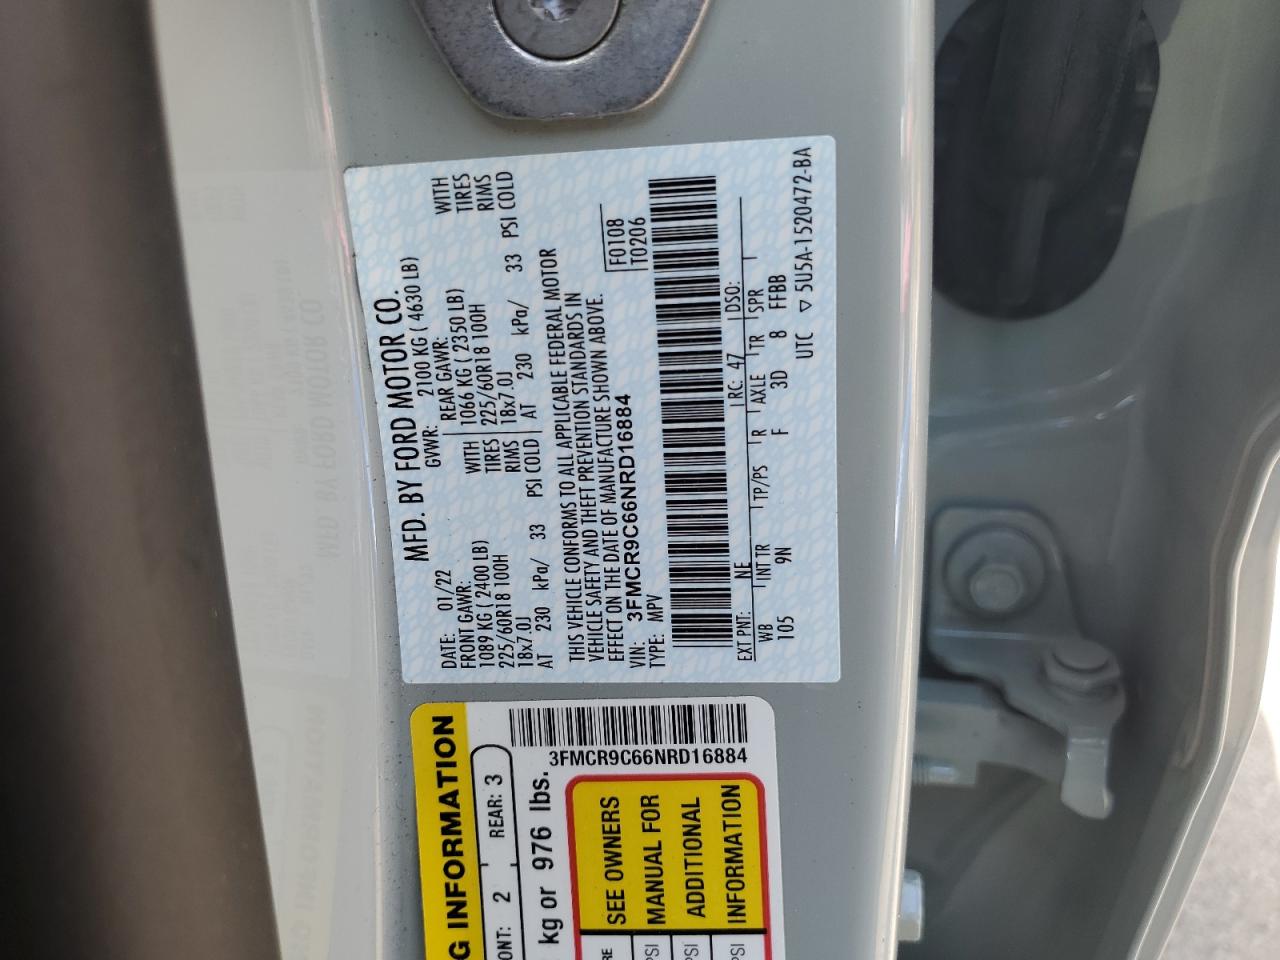 MFD. BY FORD MOTOR CO.
DATE: 01/22 GVWR: 2100 KG ( 4630 LB)
FRONT GAWR: REAR GAWR:
1089 KG ( 2400 LB) WITH 1066 KG ( 2350 LB) WITH
225/60R18 100H TIRES 225/60R18 100H TIRES
18x7.0J RIMS 18x7.0J RIMS
AT 230 kPa/ 33 PSI COLD AT 230 kPa/ 33 PSI COLD
THIS VEHICLE CONFORMS TO ALL APPLICABLE FEDERAL MOTOR
VEHICLE SAFETY AND THEFT PREVENTION STANDARDS IN
EFFECT ON THE DATE OF MANUFACTURE SHOWN ABOVE.
VIN: 3FMCR9C66NRD16884 F0108
TYPE: MPV T0206
EXT PNT: NE RC: 47 DSO:
WB INT TR TP/PS R AXLE TR SPR
105 9N F 3D 8 FFBB
UTC ▽ 5U5A-1520472-BA
G INFORMATION
ONT: 2 REAR: 3
3FMCR9C66NRD16884
kg or 976 lbs.
SEE OWNERS
MANUAL FOR
ADDITIONAL
INFORMATION
RE
PSI
PSI
PSI